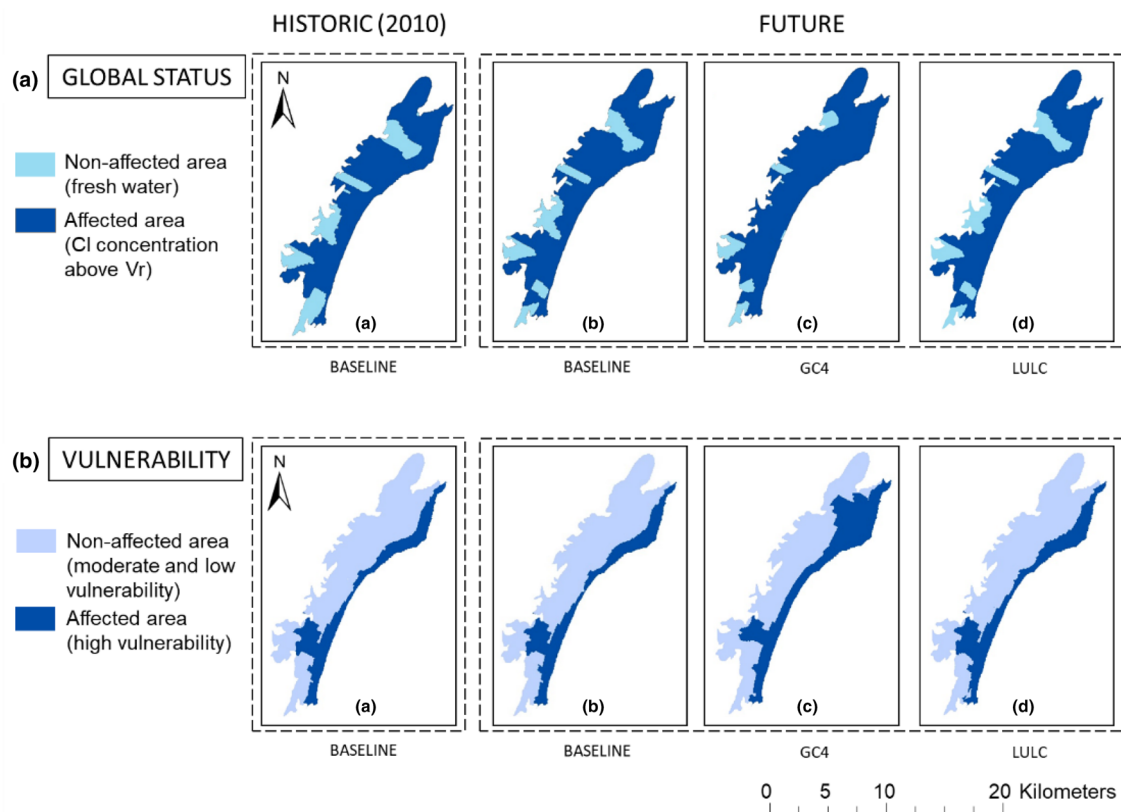 HISTORIC (2010)
FUTURE
(a) GLOBAL STATUS
N
Non-affected area
(fresh water)
Affected area
(Cl concentration
above Vr)
(a)
(b)
(c)
(d)
BASELINE
BASELINE
GC4
LULC
(b) VULNERABILITY
N
Non-affected area
(moderate and low
vulnerability)
Affected area
(high vulnerability)
(a)
(b)
(c)
(d)
BASELINE
BASELINE
GC4
LULC
0 5 10 20 Kilometers